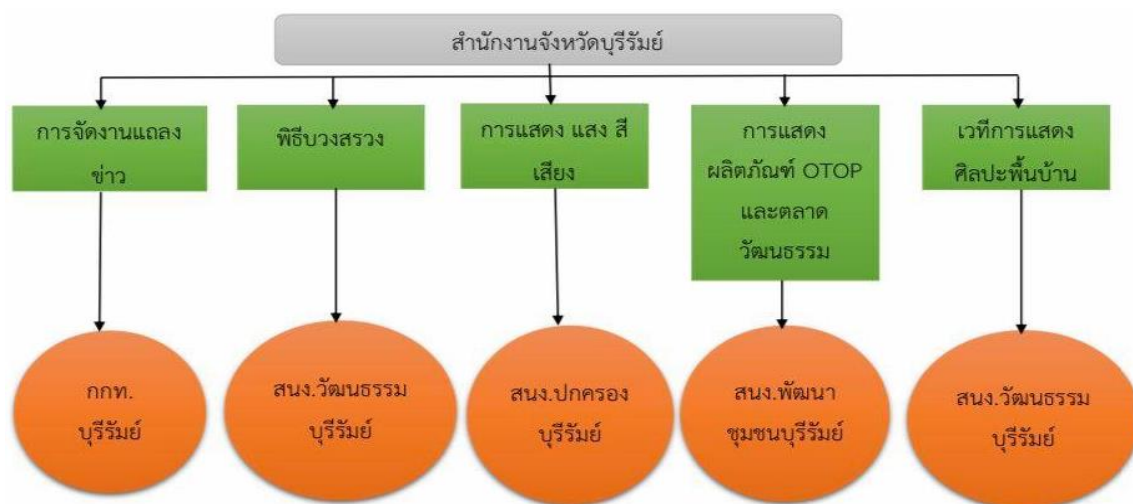 สำนักงานจังหวัดบุรีรัมย์
การจัดงานแถลง
ข่าว
พิธีบวงสรวง
การแสดง แสง สี
เสียง
การแสดง
ผลิตภัณฑ์ OTOP
และตลาด
วัฒนธรรม
เวทีการแสดง
ศิลปะพื้นบ้าน
กกท.
บุรีรัมย์
สนง.วัฒนธรรม
บุรีรัมย์
สนง.ปกครอง
บุรีรัมย์
สนง.พัฒนา
ชุมชนบุรีรัมย์
สนง.วัฒนธรรม
บุรีรัมย์